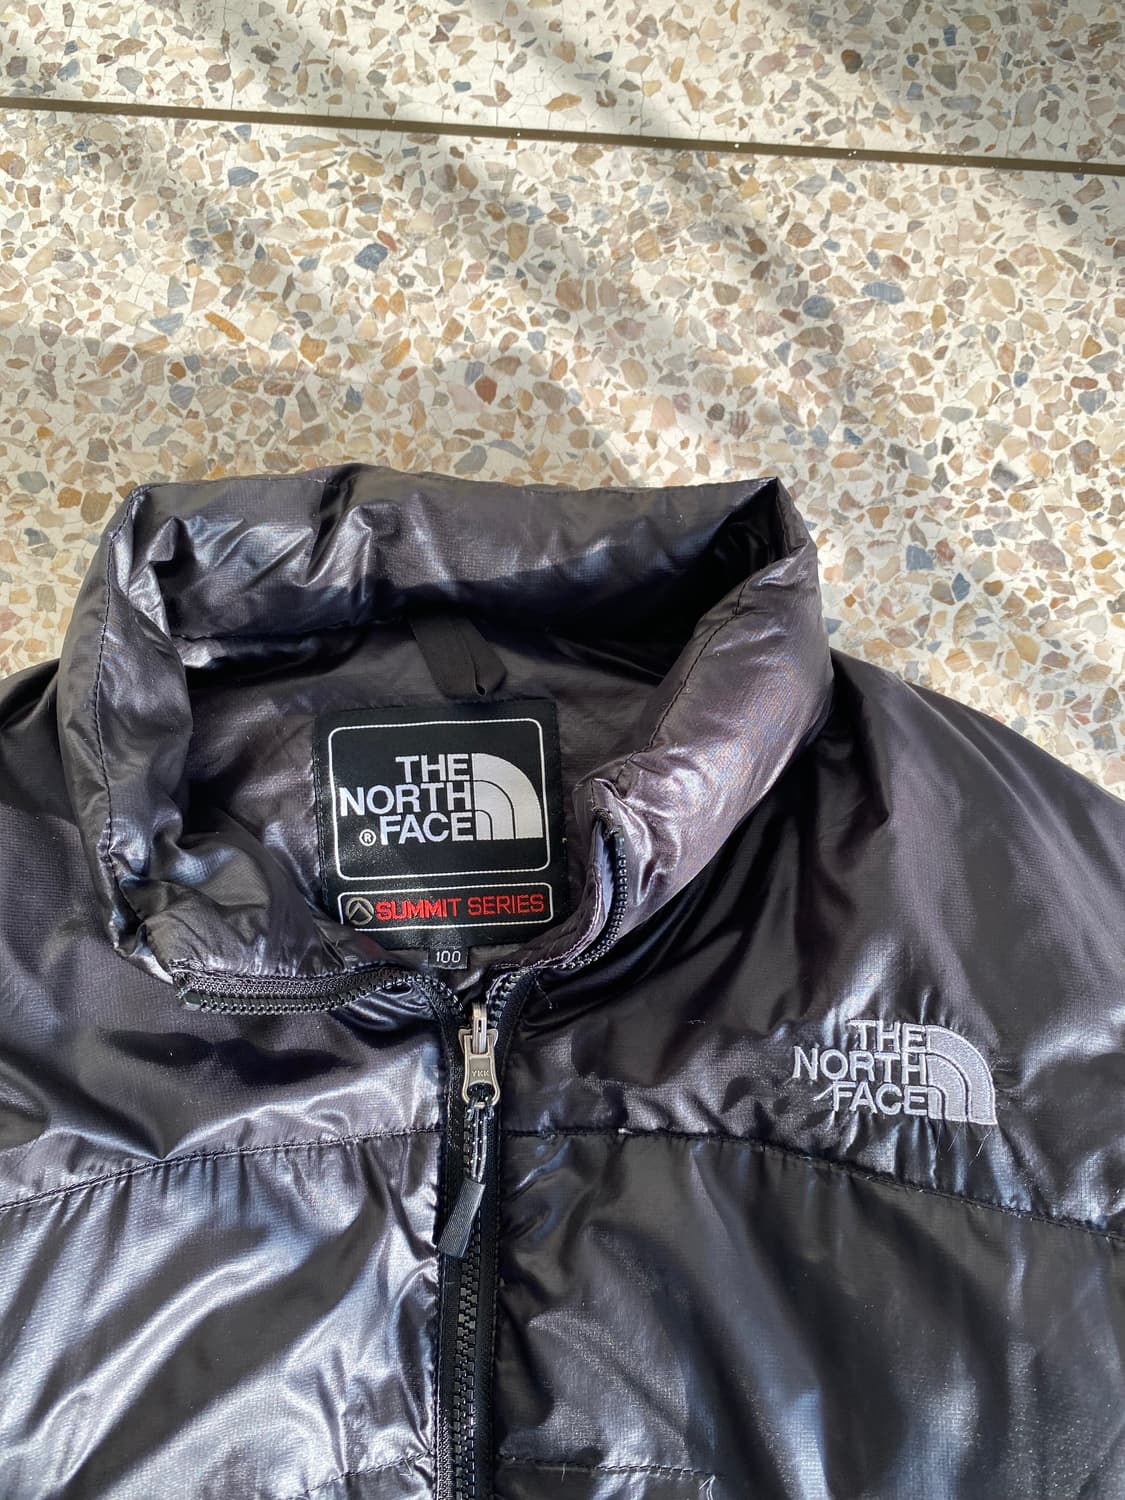 THE
NORTH
® FACE
SUMMIT SERIES
100
YKK
THE
NORTH
FACE